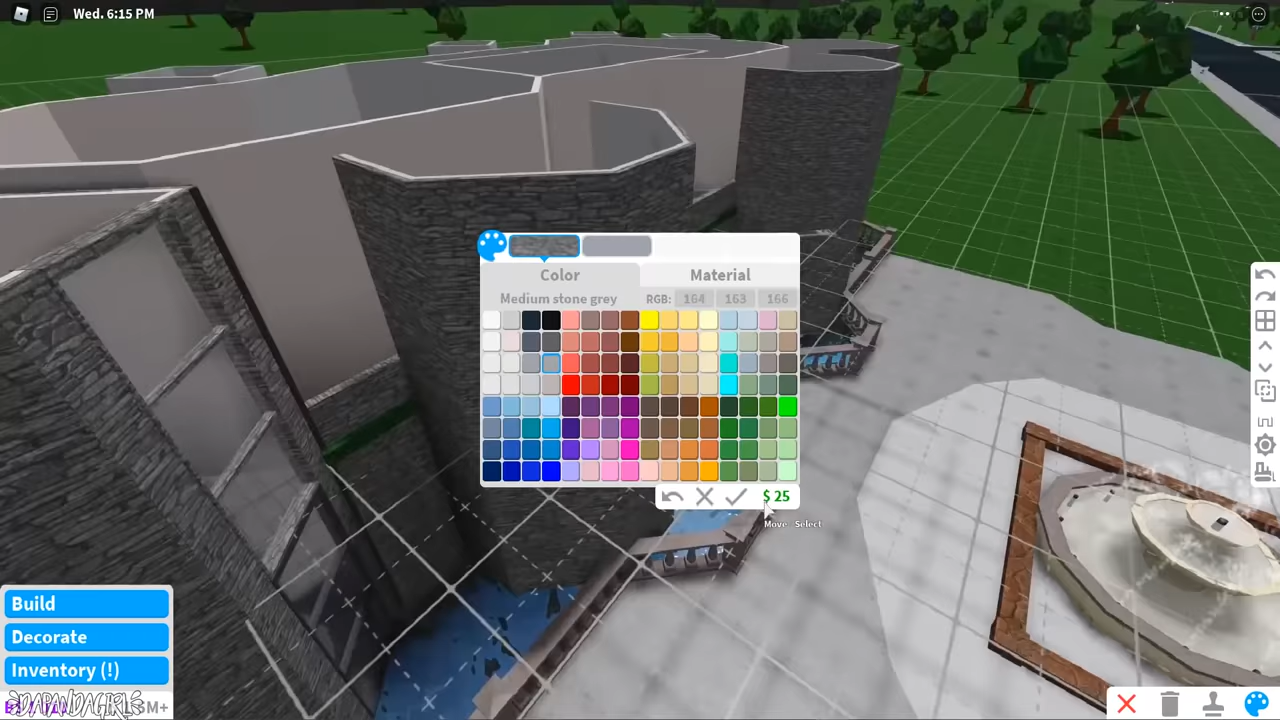 Wed. 6:15 PM
Color
Material
Medium stone grey
RGB: 164 163 166
$ 25
Move Select
Build
Decorate
Inventory (!)
DAPANDAGIRL